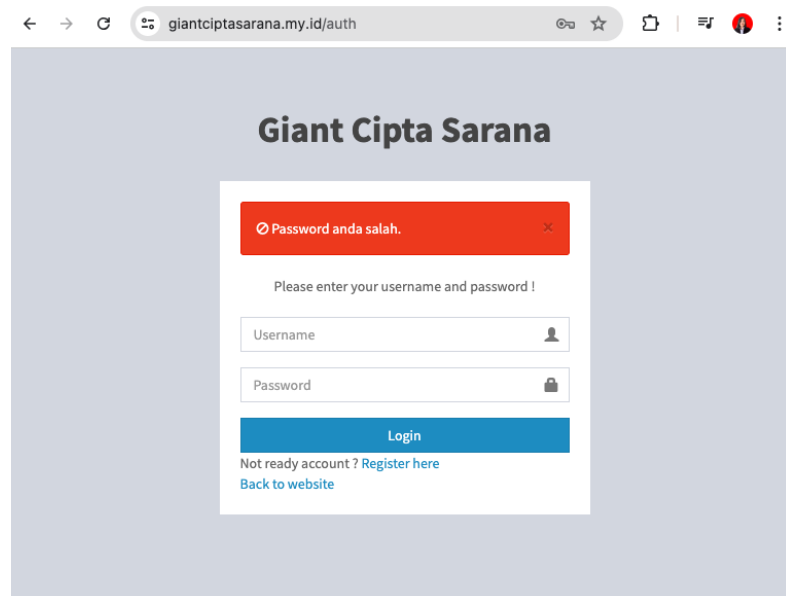 giantciptasarana.my.id/auth
Giant Cipta Sarana
Password anda salah. ×
Please enter your username and password !
Username
Password
Login
Not ready account ? Register here
Back to website